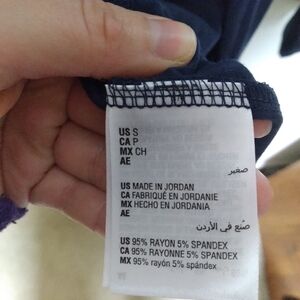 US S
CA P
MX CH
AE
صغير
US MADE IN JORDAN
CA FABRIQUÉ EN JORDANIE
MX HECHO EN JORDANIA
AE
صُنع في الأردن
US 95% RAYON 5% SPANDEX
CA 95% RAYONNE 5% SPANDEX
MX 95% rayón 5% spándex